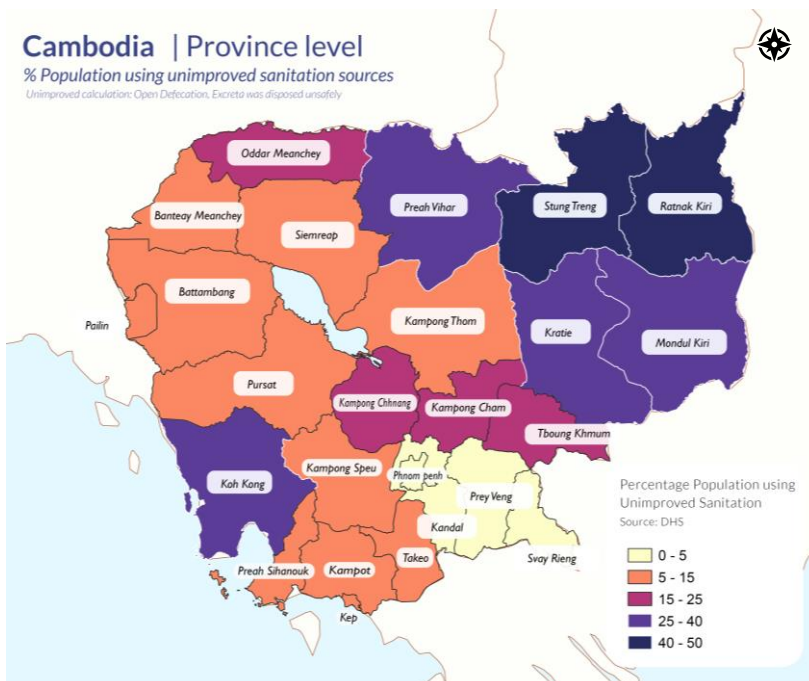 Cambodia | Province level
% Population using unimproved sanitation sources
Unimproved calculation: Open Defecation, Excreta was disposed unsafely
Oddar Meanchey
Preah Vihar
Stung Treng
Ratnak Kiri
Banteay Meanchey
Siemreap
Battambang
Kampong Thom
Pailin
Kratie
Mondul Kiri
Pursat
Kampong Chhnang
Kampong Cham
Tboung Khmum
Koh Kong
Kampong Speu
Phnom penh
Prey Veng
Kandal
Takeo
Svay Rieng
Preah Sihanouk
Kampot
Kep
Percentage Population using
Unimproved Sanitation
Source: DHS
0 - 5
5 - 15
15 - 25
25 - 40
40 - 50